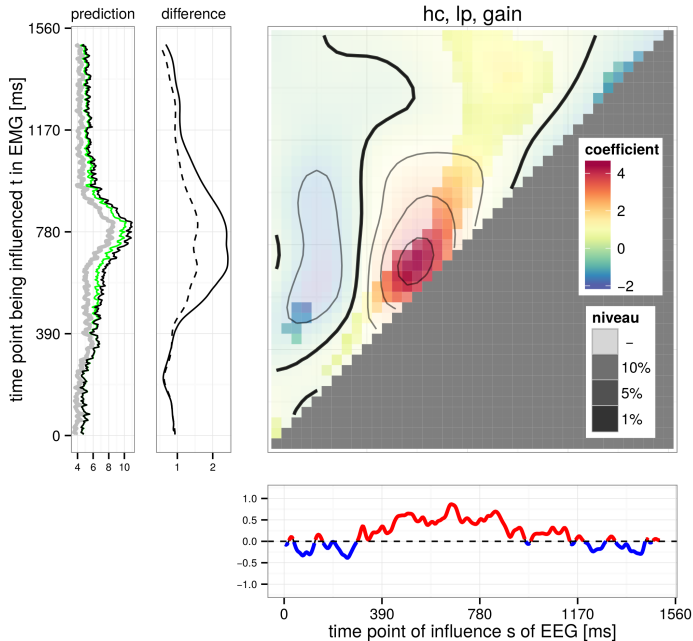 prediction
difference
hc, lp, gain
time point being influenced t in EMG [ms]
1560
1170
780
390
0
4 6 8 10
1 2
coefficient
4
2
0
−2
niveau
−
10%
5%
1%
1.0
0.5
0.0
−0.5
−1.0
0 390 780 1170 1560
time point of influence s of EEG [ms]